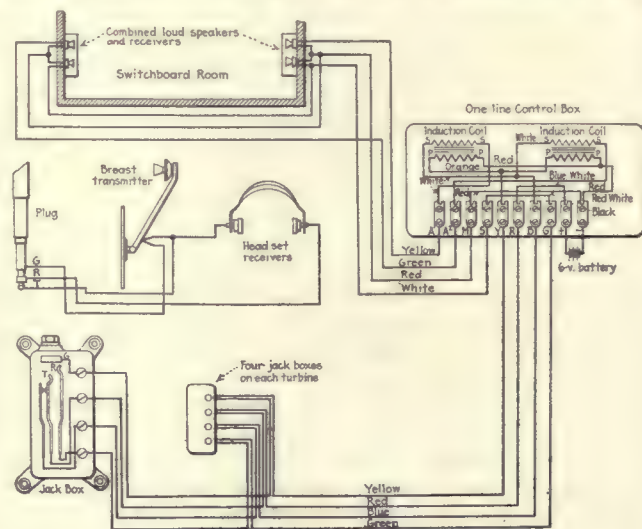 Combined loud speakers
and receivers
Switchboard Room
One line Control Box
Induction Coil
Induction Coil
S
S
White
S
S
P
P
P
P
Orange
Red
White
Blue White
Red
Red White
Black
A
A
M
S
Y
R
B
G
+
-
6-v. battery
Yellow
Green
Red
White
Breast
transmitter
Plug
G
R
T
Head set
receivers
G
R
T
Four jack boxes
on each turbine
Jack Box
Yellow
Red
Blue
Green